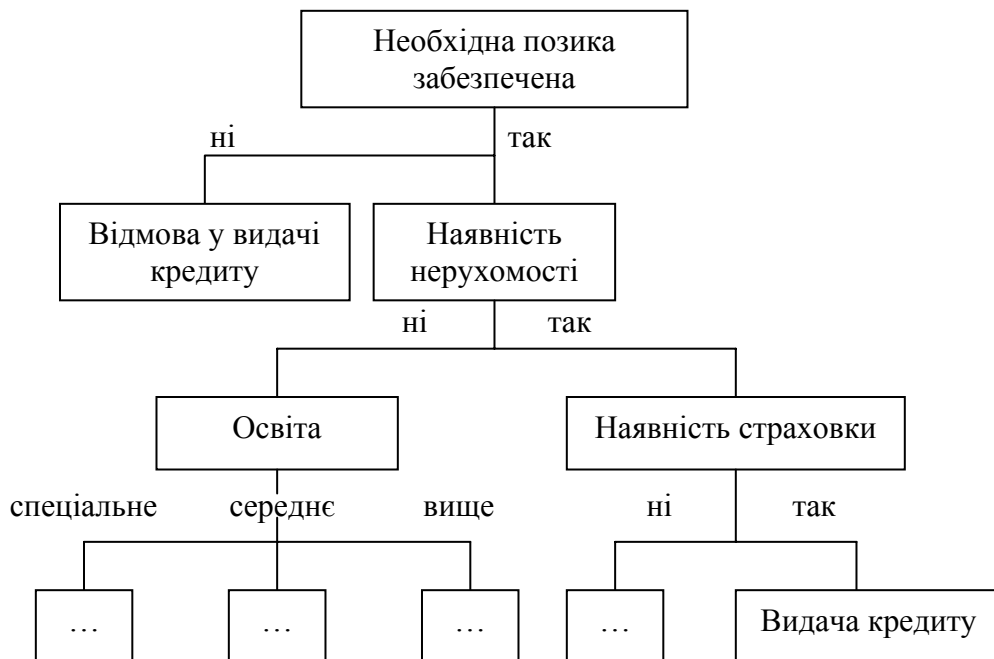 Необхідна позика
забезпечена
ні так
Відмова у видачі
кредиту
Наявність
нерухомості
ні так
Освіта
Наявність страховки
спеціальне середнє вище
ні так
… … … …
Видача кредиту